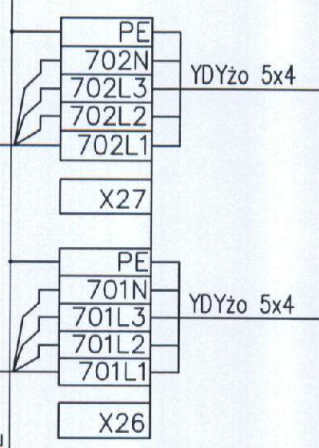 PE
702N
702L3
702L2
702L1
YDYżo 5x4
X27
PE
701N
701L3
701L2
701L1
YDYżo 5x4
X26